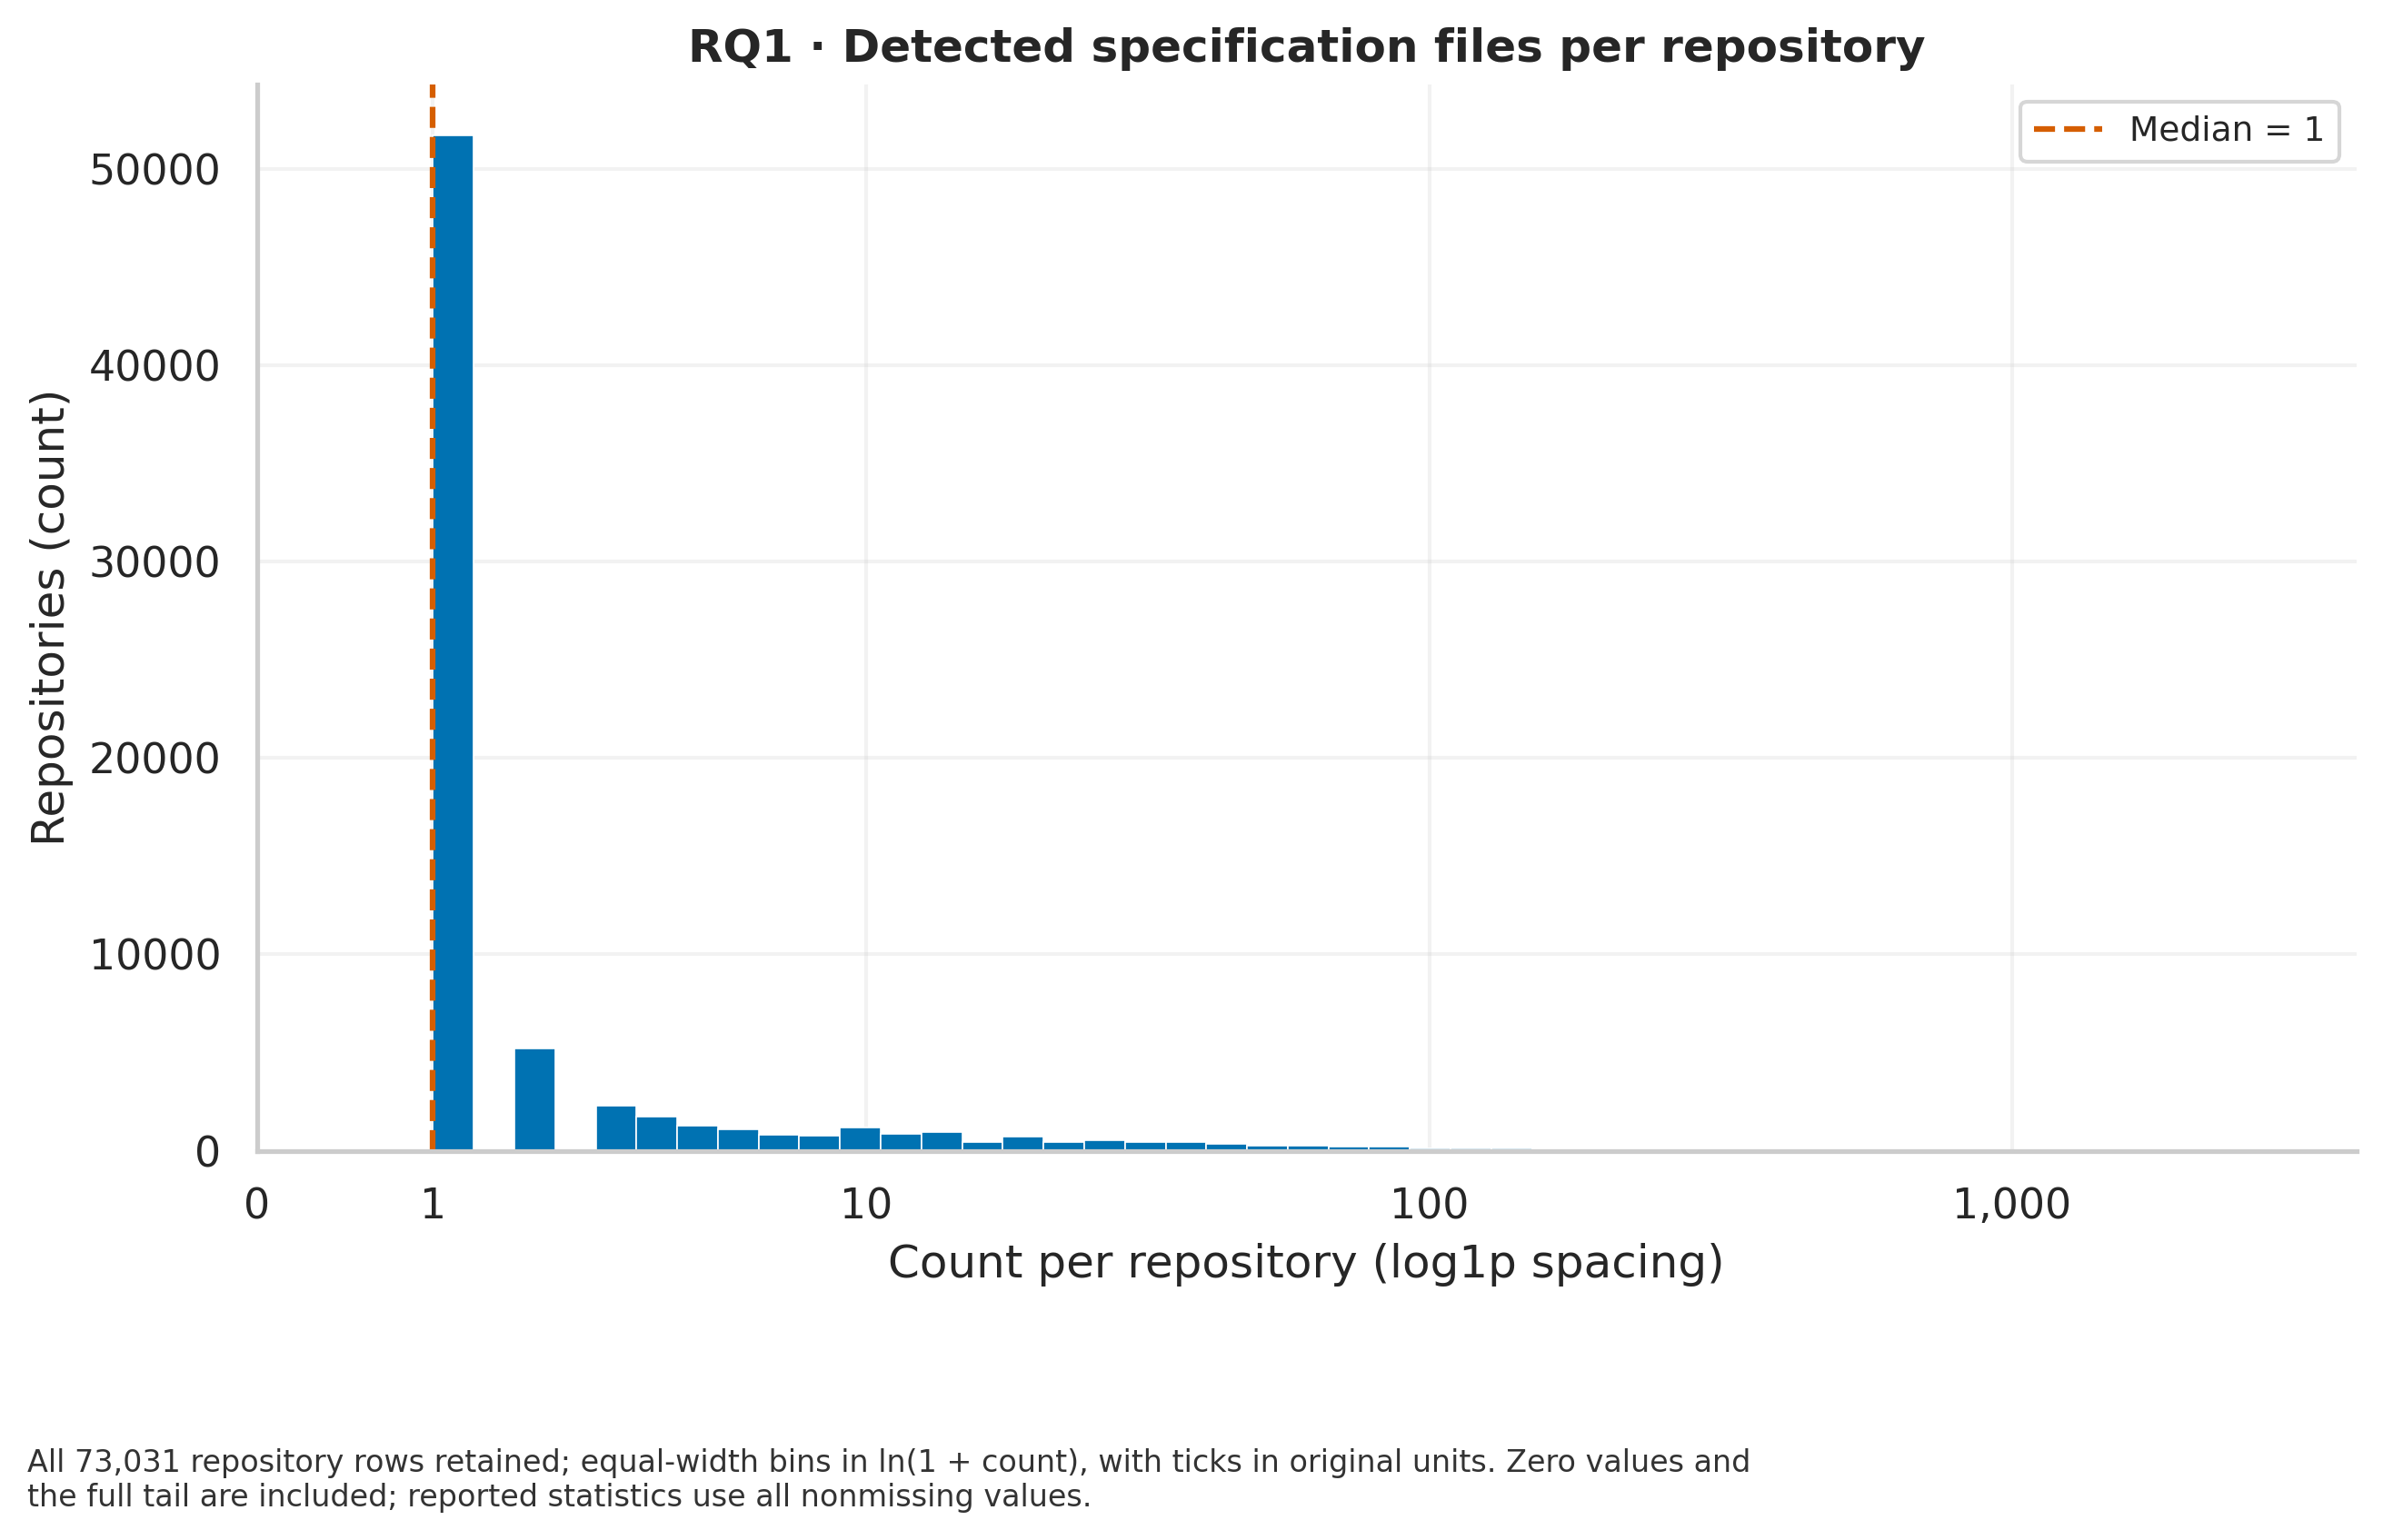 RQ1 · Detected specification files per repository
Median = 1
50000
40000
30000
20000
10000
0
Repositories (count)
0 1 10 100 1,000
Count per repository (log1p spacing)
All 73,031 repository rows retained; equal-width bins in ln(1 + count), with ticks in original units. Zero values and
the full tail are included; reported statistics use all nonmissing values.